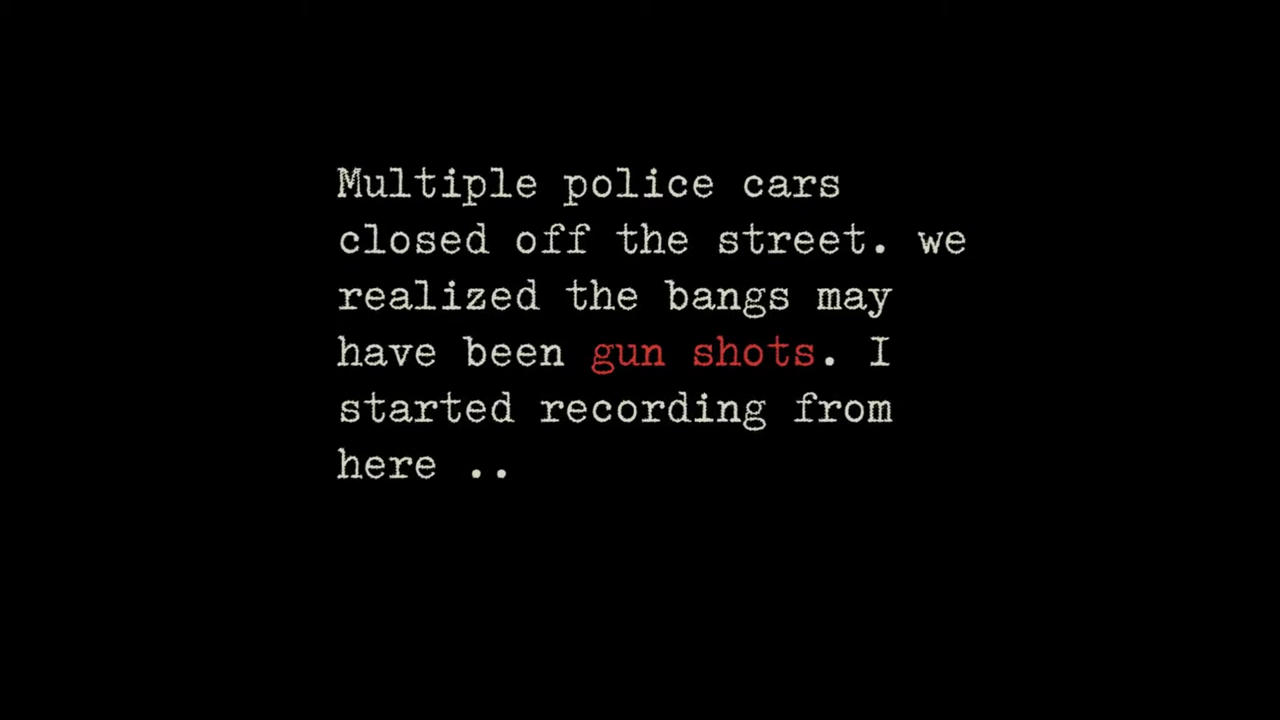 Multiple police cars
closed off the street. we
realized the bangs may
have been gun shots. I
started recording from
here ..